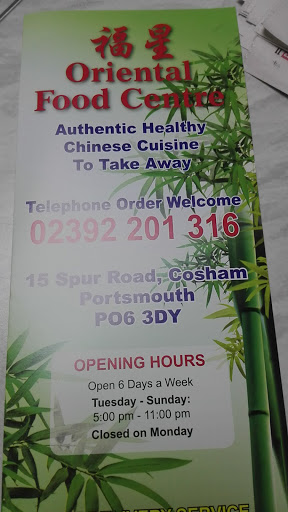 福星
Oriental
Food Centre
Authentic Healthy
Chinese Cuisine
To Take Away
Telephone Order Welcome
02392 201 316
15 Spur Road, Cosham
Portsmouth
PO6 3DY
OPENING HOURS
Open 6 Days a Week
Tuesday - Sunday:
5:00 pm - 11:00 pm
Closed on Monday
DELIVERY SERVICE